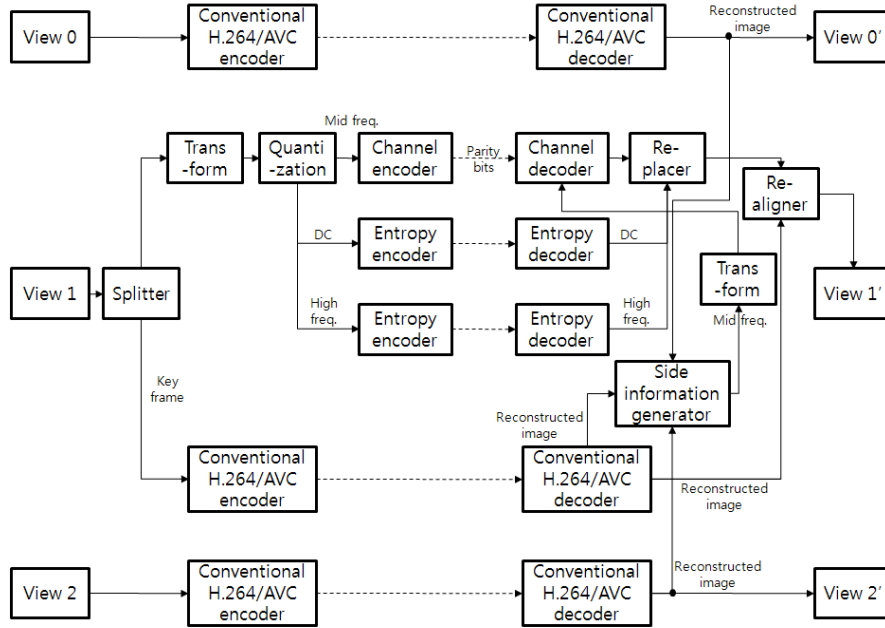 View 0
Conventional
H.264/AVC
encoder
Conventional
H.264/AVC
decoder
Reconstructed
image
View 0'
Mid freq.
Trans
-form
Quanti
-zation
Channel
encoder
Parity
bits
Channel
decoder
Re-
placer
Re-
aligner
DC
Entropy
encoder
Entropy
decoder
DC
View 1
Splitter
High
freq.
Entropy
encoder
Entropy
decoder
High
freq.
Trans
-form
Mid freq.
View 1'
Key
frame
Side
information
generator
Reconstructed
image
Conventional
H.264/AVC
encoder
Conventional
H.264/AVC
decoder
Reconstructed
image
View 2
Conventional
H.264/AVC
encoder
Conventional
H.264/AVC
decoder
Reconstructed
image
View 2'